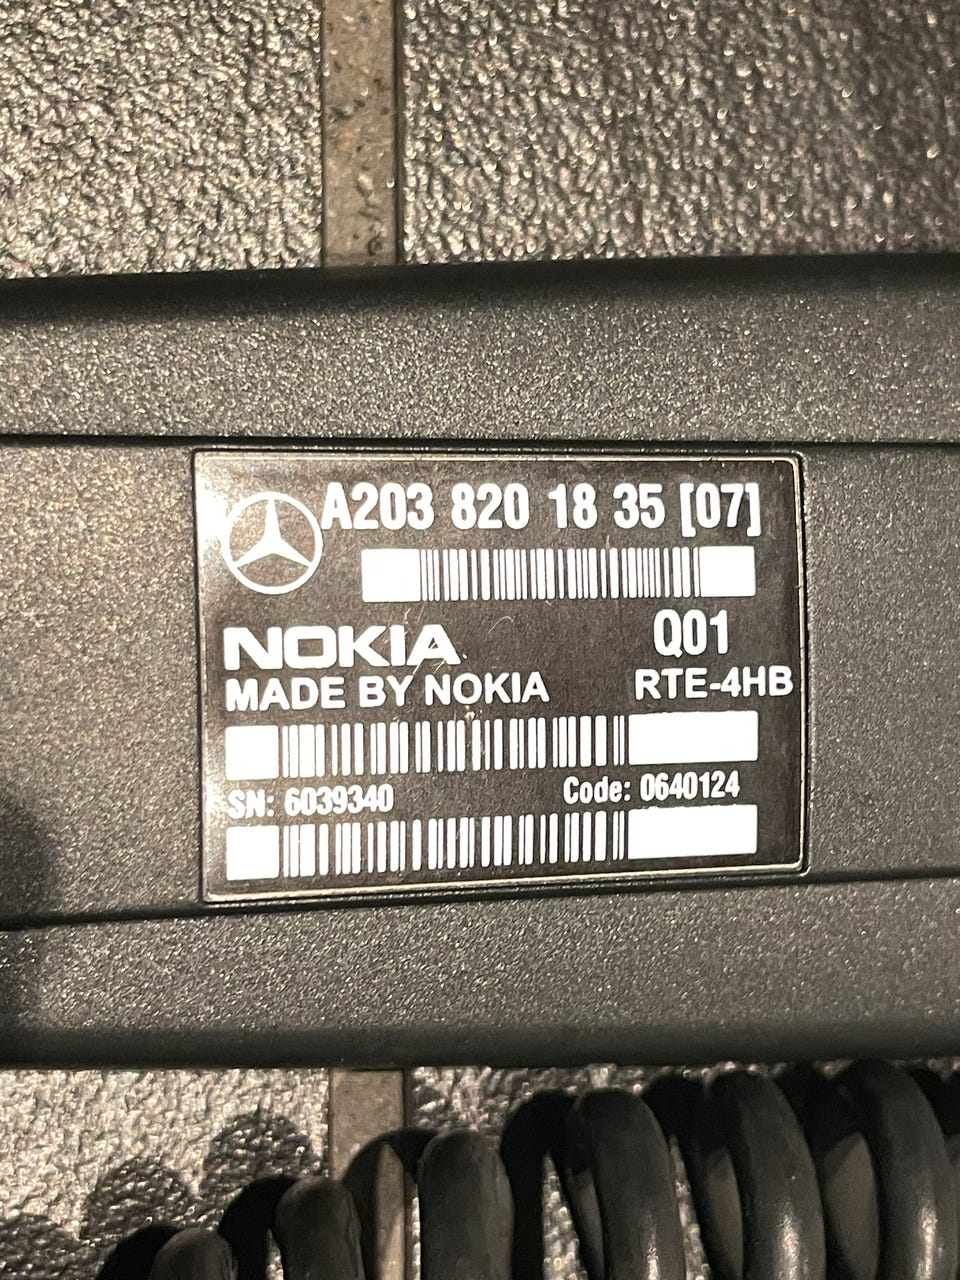 A203 820 18 35 [07]
NOKIA Q01
MADE BY NOKIA RTE-4HB
SN: 6039340 Code: 0640124